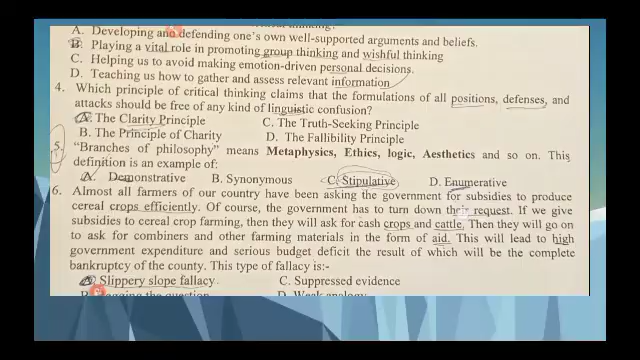 A. Developing and defending one's own well-supported arguments and beliefs.
B. Playing a vital role in promoting group thinking and wishful thinking
C. Helping us to avoid making emotion-driven personal decisions.
D. Teaching us how to gather and assess relevant information
4. Which principle of critical thinking claims that the formulations of all positions, defenses, and
attacks should be free of any kind of linguistic confusion?
A. The Clarity Principle C. The Truth-Seeking Principle
B. The Principle of Charity D. The Fallibility Principle
5. "Branches of philosophy" means Metaphysics, Ethics, logic, Aesthetics and so on. This
definition is an example of:
A. Demonstrative B. Synonymous C. Stipulative D. Enumerative
6. Almost all farmers of our country have been asking the government for subsidies to produce
cereal crops efficiently. Of course, the government has to turn down their request. If we give
subsidies to cereal crop farming, then they will ask for cash crops and cattle. Then they will go on
to ask for combiners and other farming materials in the form of aid. This will lead to high
government expenditure and serious budget deficit the result of which will be the complete
bankruptcy of the county. This type of fallacy is:-
A. Slippery slope fallacy C. Suppressed evidence
B. Begging the question D. Weak analogy